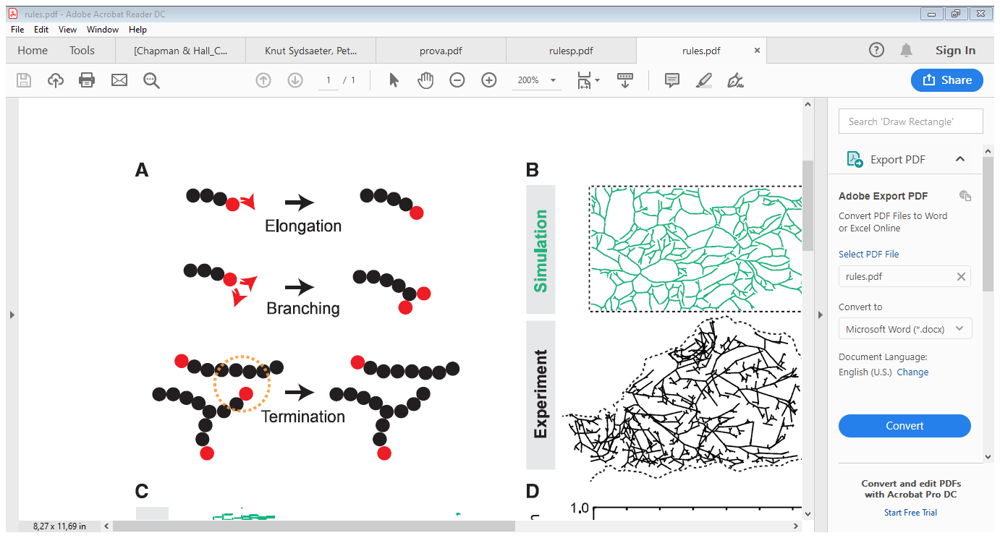 rules.pdf - Adobe Acrobat Reader DC
File Edit View Window Help
Home Tools [Chapman & Hall_C... Knut Sydsaeter, Pet... prova.pdf rulesp.pdf rules.pdf Sign In
1 / 1 200% Share
Search 'Draw Rectangle'
Export PDF
Adobe Export PDF
Convert PDF Files to Word
or Excel Online
Select PDF File
rules.pdf
Convert to
Microsoft Word (*.docx)
Document Language:
English (U.S.) Change
Convert
Convert and edit PDFs
with Acrobat Pro DC
Start Free Trial
A
Elongation
Branching
Termination
B
Simulation
Experiment
C
D
1.0
8,27 x 11,69 in